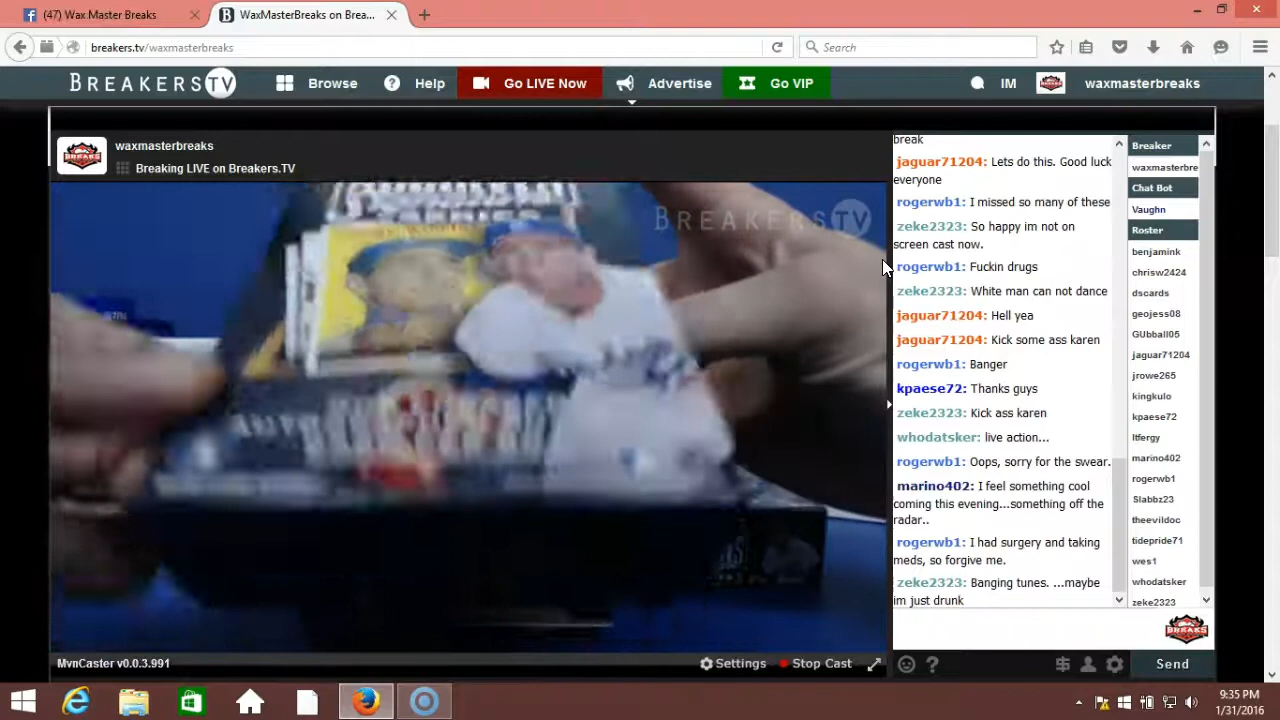 (47) Wax Master Breaks
WaxMasterBreaks on Brea...
breakers.tv/waxmasterbreaks
Search
BREAKERSTV
Browse
Help
Go LIVE Now
Advertise
Go VIP
IM
waxmasterbreaks
waxmasterbreaks
Breaking LIVE on Breakers.TV
BREAKERSTV
break
jaguar71204: Lets do this. Good luck
everyone
rogerwb1: I missed so many of these
zeke2323: So happy im not on
screen cast now.
rogerwb1: Fuckin drugs
zeke2323: White man can not dance
jaguar71204: Hell yea
jaguar71204: Kick some ass karen
rogerwb1: Banger
kpaese72: Thanks guys
zeke2323: Kick ass karen
whodatsker: live action...
rogerwb1: Oops, sorry for the swear.
marino402: I feel something cool
coming this evening...something off the
radar..
rogerwb1: I had surgery and taking
meds, so forgive me.
zeke2323: Banging tunes. ...maybe
im just drunk
Breaker
waxmasterbre
Chat Bot
Vaughn
Roster
benjamink
chrisw2424
dscards
geojess08
GUbball05
jaguar71204
jrowe265
kingkulo
kpaese72
ltfergy
marino402
rogerwb1
Slabbz23
theevildoc
tidepride71
wes1
whodatsker
zeke2323
BREAKS
MvnCaster v0.0.3.991
Settings
Stop Cast
Send
9:35 PM
1/31/2016